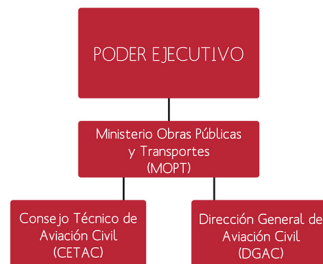 PODER EJECUTIVO
Ministerio Obras Públicas
y Transportes
(MOPT)
Consejo Técnico de
Aviación Civil
(CETAC)
Dirección General de
Aviación Civil
(DGAC)